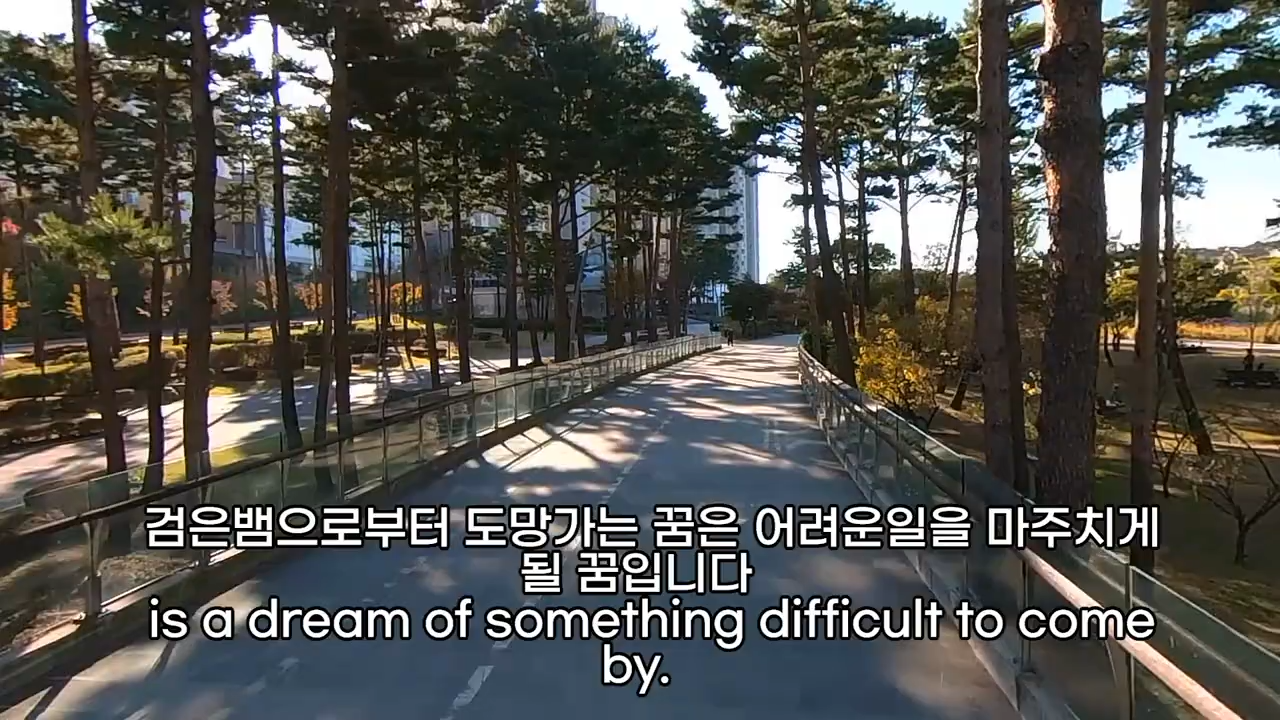 검은뱀으로부터 도망가는 꿈은 어려운일을 마주치게
될 꿈입니다
is a dream of something difficult to come
by.